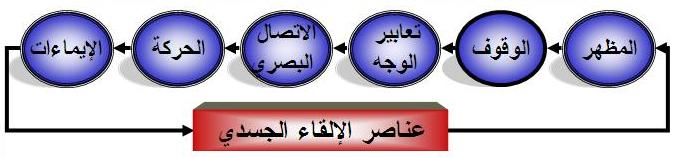 المظهر
الوقوف
تعابير
الوجه
الاتصال
البصري
الحركة
الإيماءات
عناصر الإلقاء الجسدي